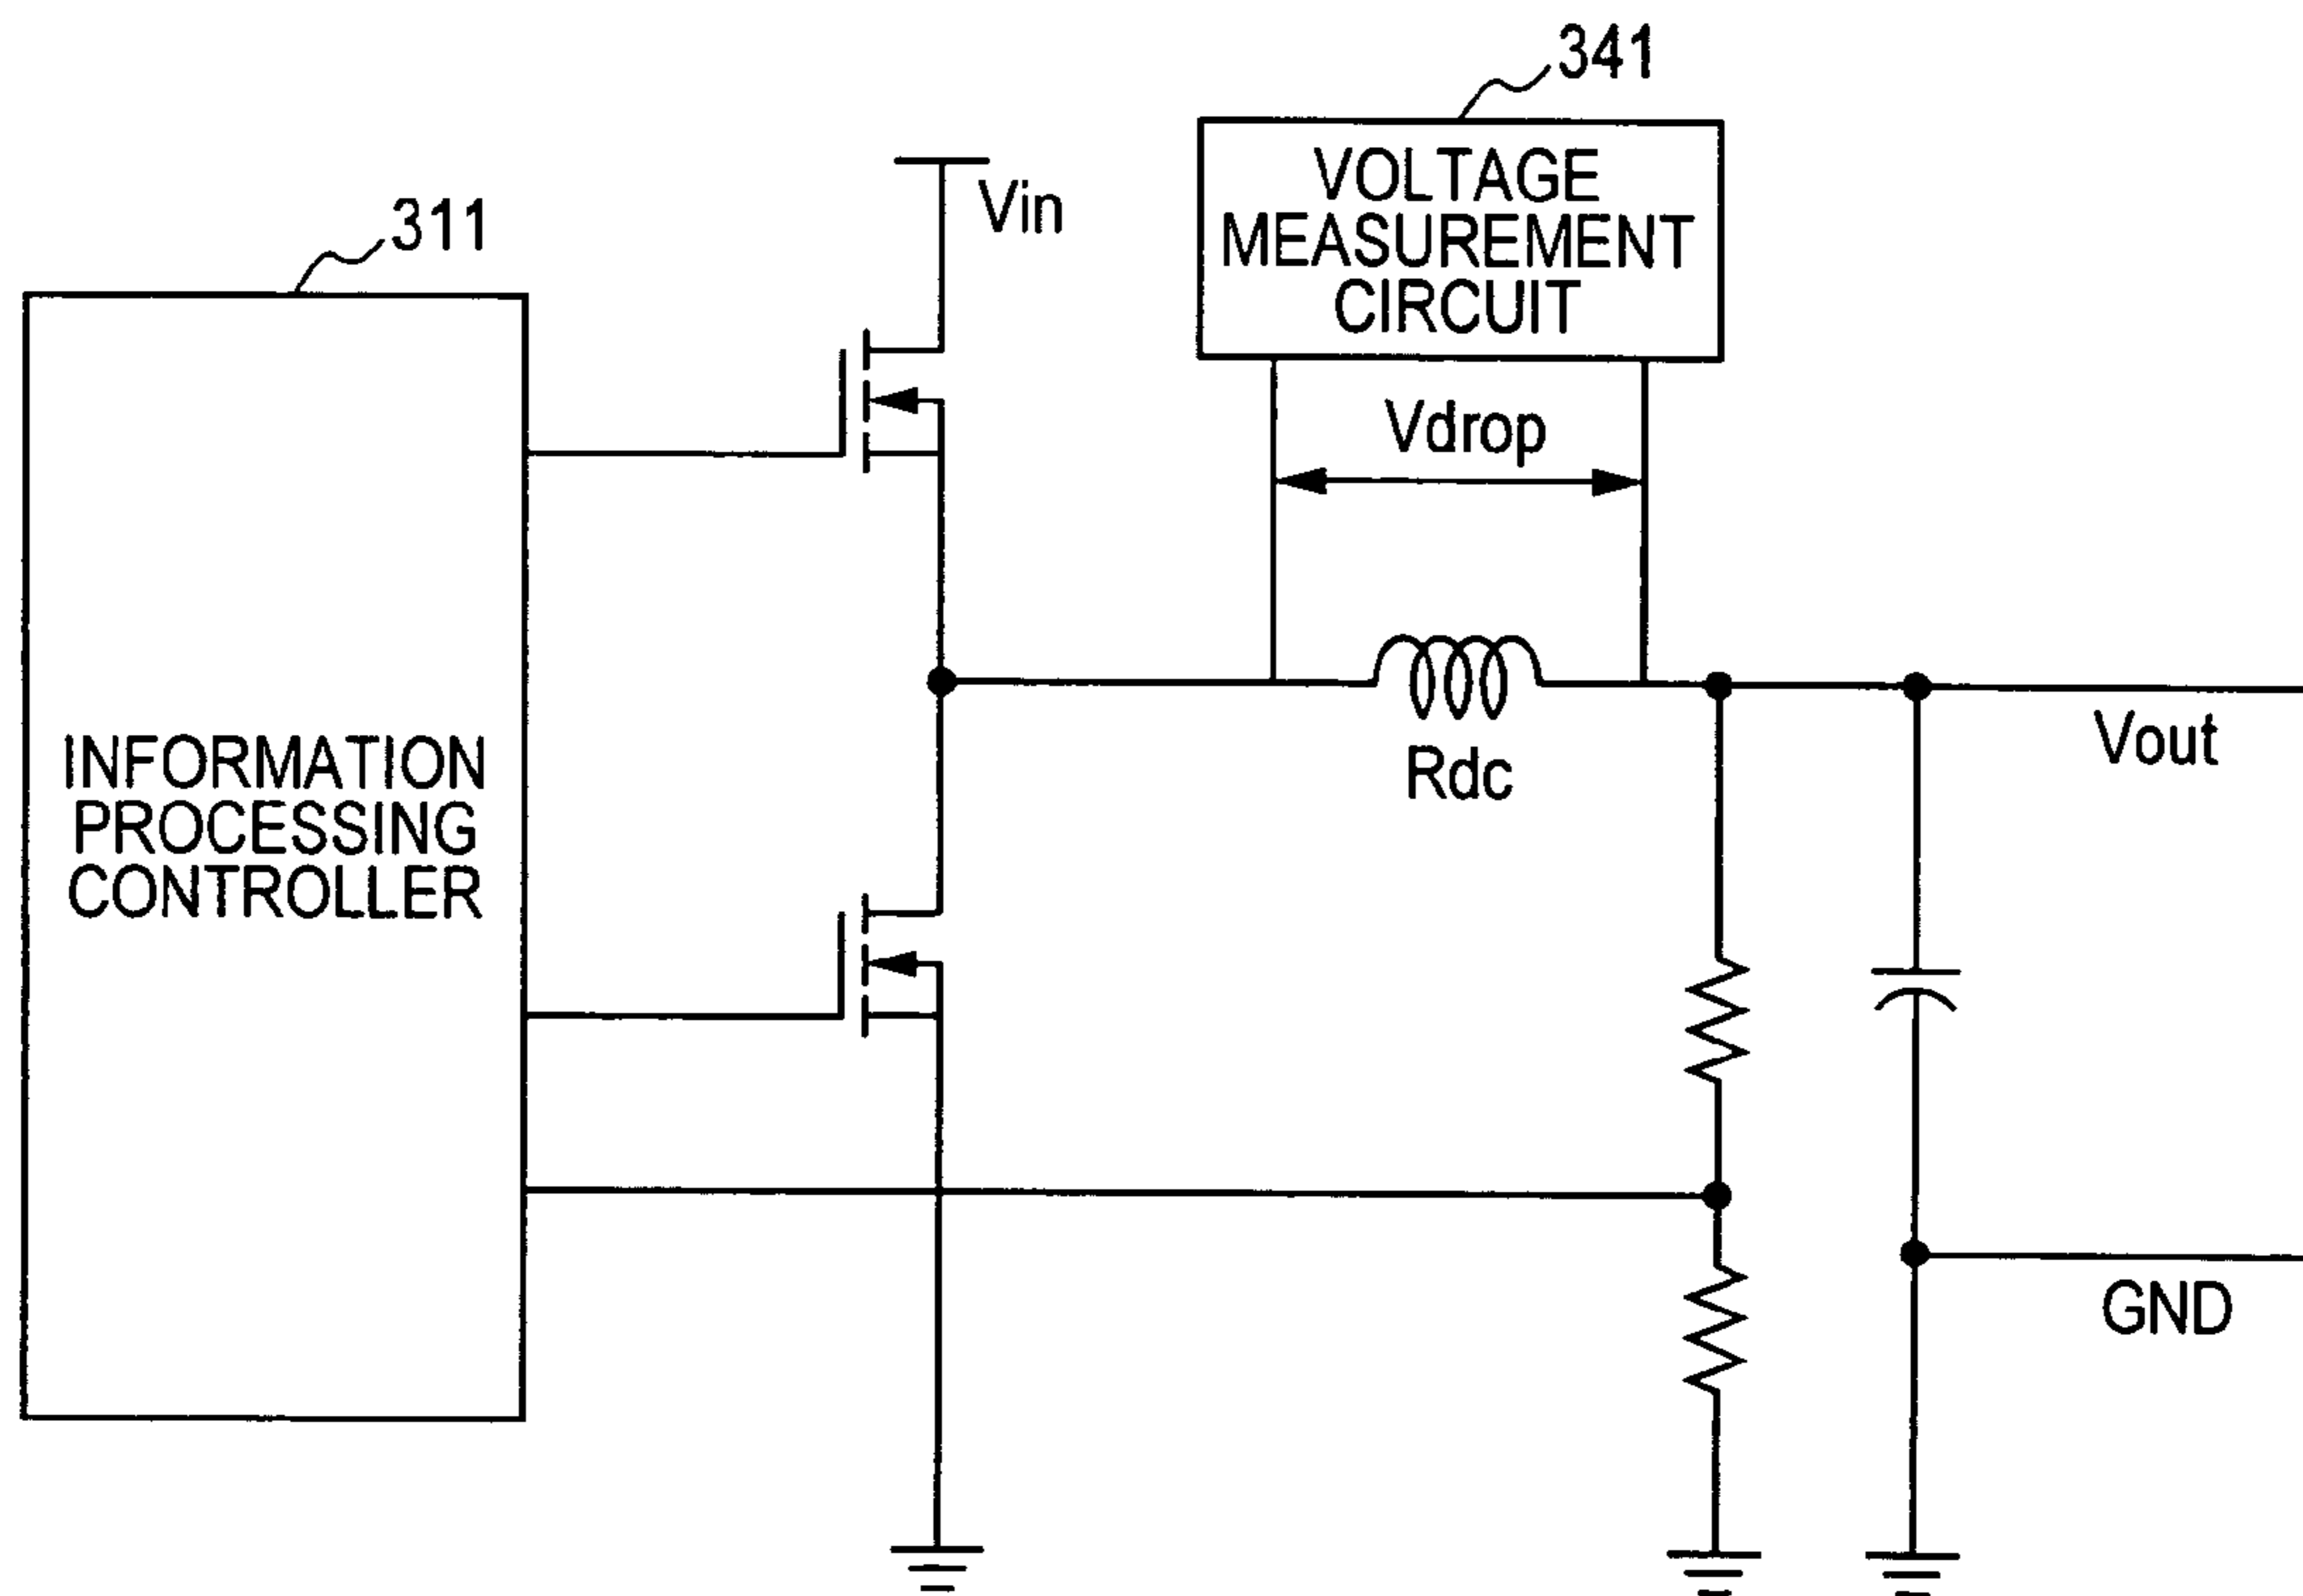 341
VOLTAGE
MEASUREMENT
CIRCUIT
Vin
311
Vdrop
INFORMATION
PROCESSING
CONTROLLER
Rdc
Vout
GND